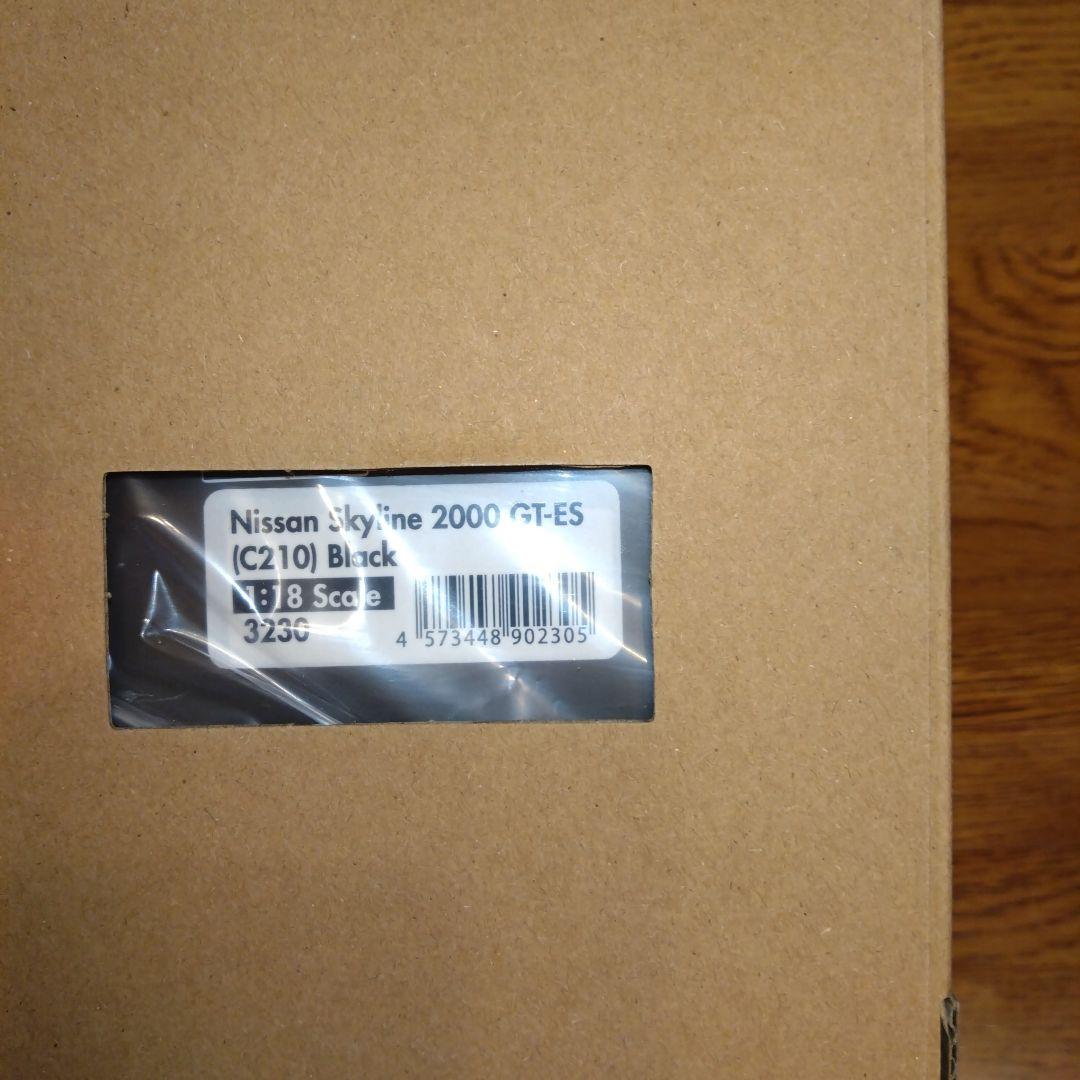 Nissan Skyline 2000 GT-ES
(C210) Black
1:18 Scale
3230
4 573448 902305